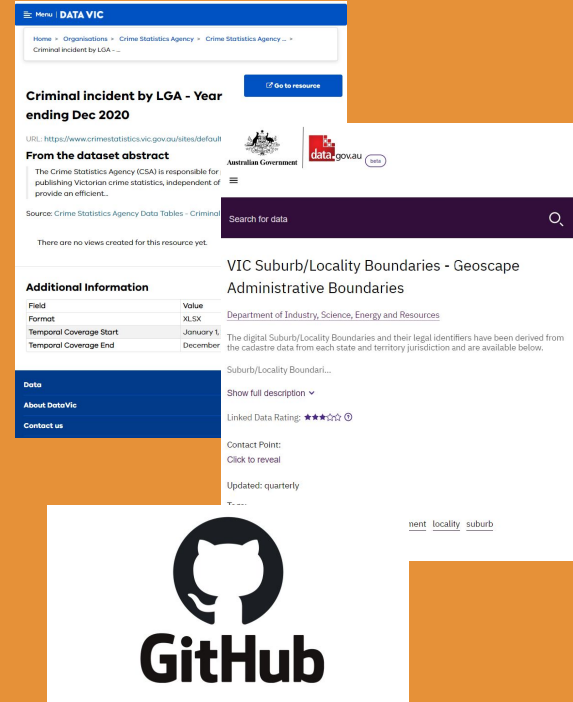 Menu | DATA VIC
Home » Organisations » Crime Statistics Agency » Crime Statistics Agency ... »
Criminal incident by LGA - ...
Go to resource
Criminal incident by LGA - Year
ending Dec 2020
URL: https://www.crimestatistics.vic.gov.au/sites/default
From the dataset abstract
The Crime Statistics Agency (CSA) is responsible for
publishing Victorian crime statistics, independent of
provide an efficient...
Source: Crime Statistics Agency Data Tables - Criminal
There are no views created for this resource yet.
Additional Information
Field Value
Format XLSX
Temporal Coverage Start January 1,
Temporal Coverage End December
Data
About DataVic
Contact us
Australian Government
data.gov.au beta
Search for data
VIC Suburb/Locality Boundaries - Geoscape
Administrative Boundaries
Department of Industry, Science, Energy and Resources
The digital Suburb/Locality Boundaries and their legal identifiers have been derived from
the cadastre data from each state and territory jurisdiction and are available below.
Suburb/Locality Boundari...
Show full description
Linked Data Rating:
Contact Point:
Click to reveal
Updated: quarterly
ment locality suburb
GitHub